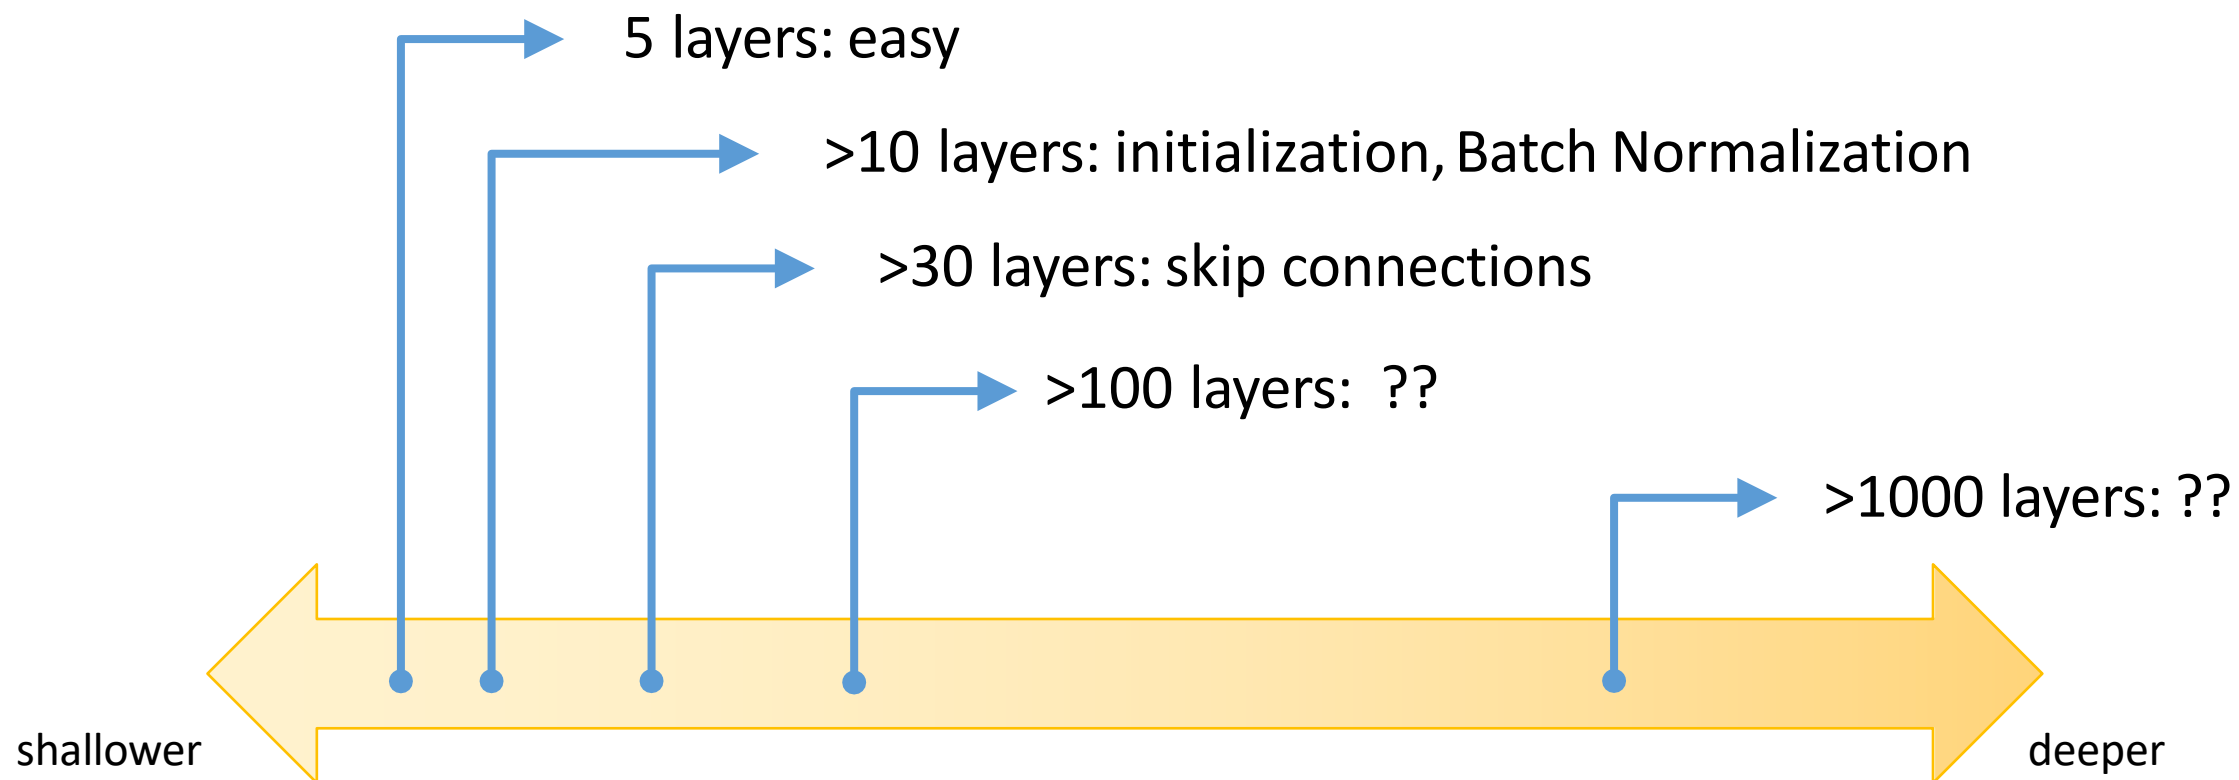 5 layers: easy
>10 layers: initialization, Batch Normalization
>30 layers: skip connections
>100 layers: ??
>1000 layers: ??
shallower
deeper